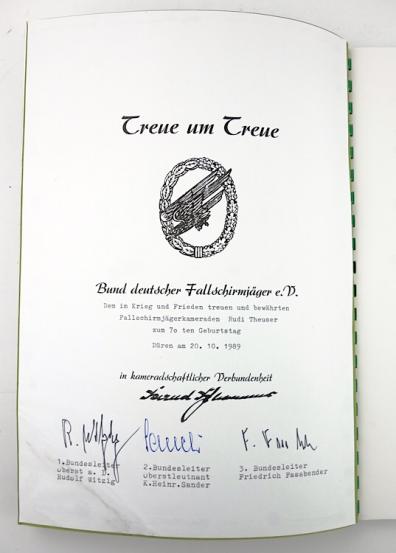 Treue um Treue
Bund deutscher Fallschirmjäger e.V.
Dem in Krieg und Frieden treuen und bewährten
Fallschirmjägerkameraden Rudi Theuser
zum 7o ten Geburtstag
Düren am 20. 10. 1989
in kameradschaftlicher Verbundenheit
1.Bundesleiter 2.Bundesleiter 3. Bundesleiter
Oberst a. D. Oberstleutnant Friedrich Fassbender
Rudolf Witzig K.Heinr.Sander